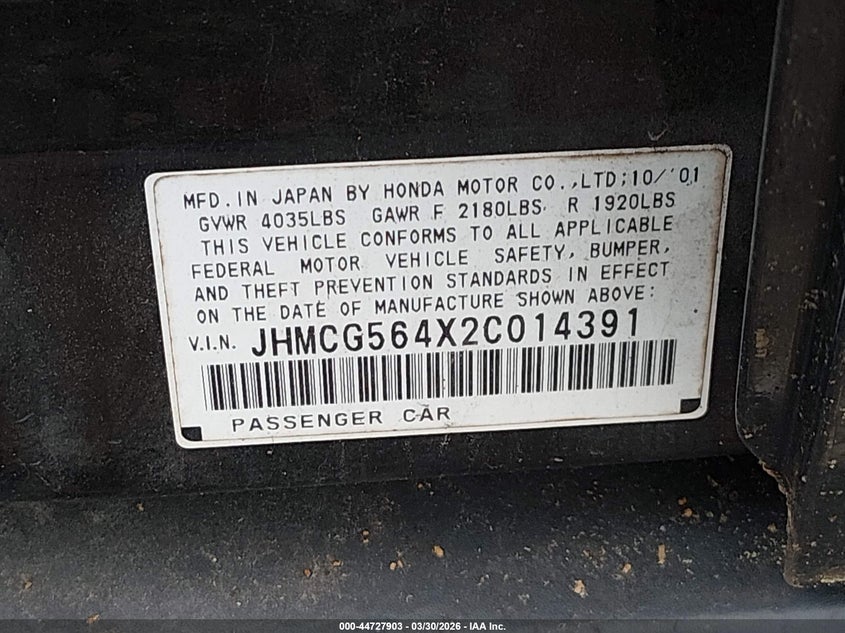 MFD. IN JAPAN BY HONDA MOTOR CO.,LTD; 10/'01
GVWR 4035LBS GAWR F 2180LBS R 1920LBS
THIS VEHICLE CONFORMS TO ALL APPLICABLE
FEDERAL MOTOR VEHICLE SAFETY, BUMPER,
AND THEFT PREVENTION STANDARDS IN EFFECT
ON THE DATE OF MANUFACTURE SHOWN ABOVE:
V.I.N. JHMCG564X2C014391
PASSENGER CAR
000-44727903 - 03/30/2026 - IAA Inc.